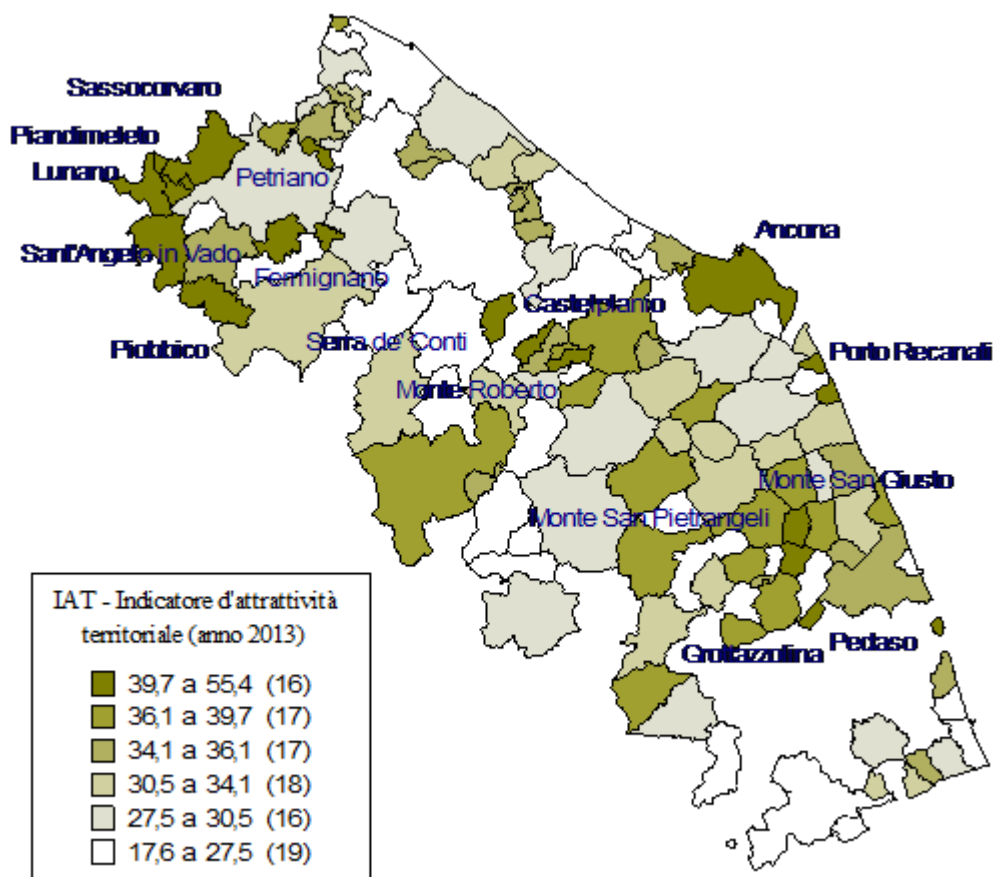 Sassocorvaro
Piandimeleto
Lunano
Petriano
Ancona
Sant'Angelo in Vado
Fermignano
Castelplanio
Piobbico
Serra de' Conti
Porto Recanati
Monte Roberto
Monte San Giusto
Monte San Pietrangeli
Grottazzolina
Pedaso
IAT - Indicatore d'attrattività
territoriale (anno 2013)
39,7 a 55,4 (16)
36,1 a 39,7 (17)
34,1 a 36,1 (17)
30,5 a 34,1 (18)
27,5 a 30,5 (16)
17,6 a 27,5 (19)